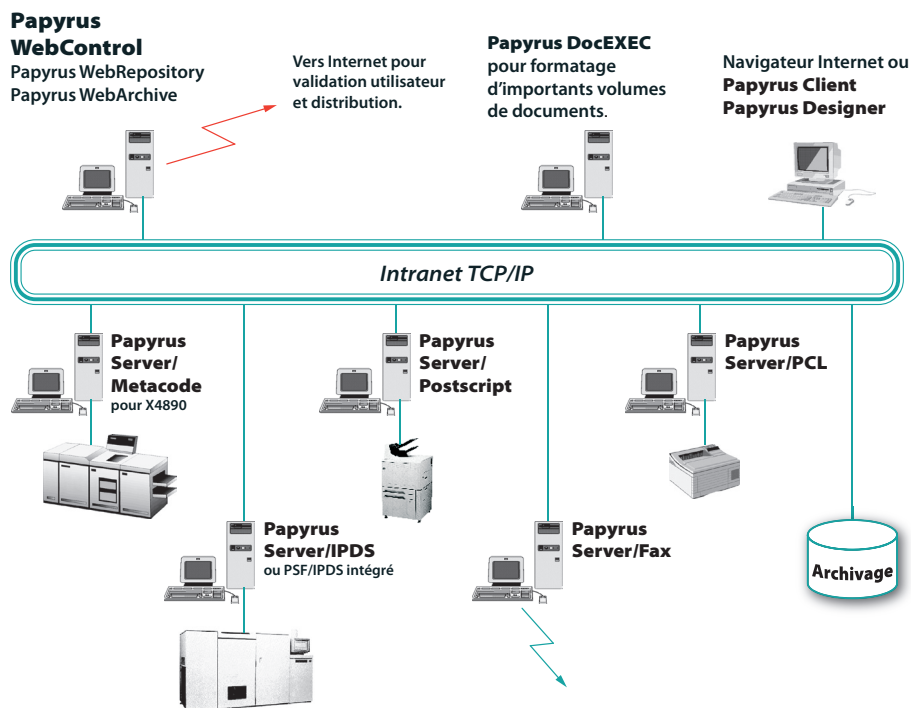 Papyrus
WebControl
Papyrus WebRepository
Papyrus WebArchive
Vers Internet pour
validation utilisateur
et distribution.
Papyrus DocEXEC
pour formatage
d'importants volumes
de documents.
Navigateur Internet ou
Papyrus Client
Papyrus Designer
Intranet TCP/IP
Papyrus
Server/
Metacode
pour X4890
Papyrus
Server/
Postscript
Papyrus
Server/PCL
Papyrus
Server/IPDS
ou PSF/IPDS intégré
Papyrus
Server/Fax
Archivage